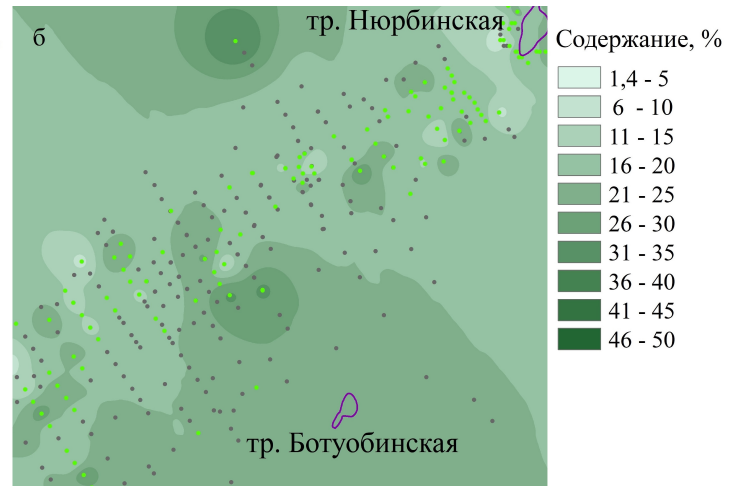 б
тр. Нюрбинская
тр. Ботуобинская
Содержание, %
1,4 - 5
6 - 10
11 - 15
16 - 20
21 - 25
26 - 30
31 - 35
36 - 40
41 - 45
46 - 50